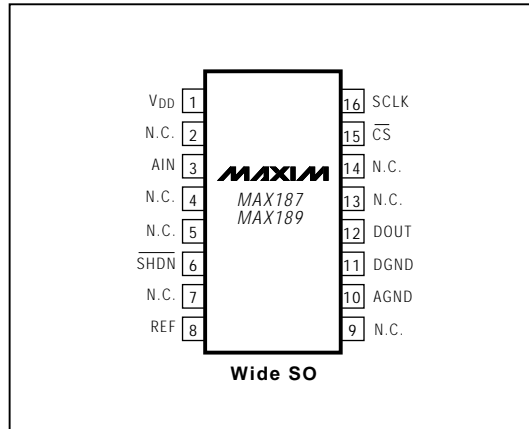 VDD 1 16 SCLK
N.C. 2 15 CS
AIN 3 14 N.C.
MAXIM
N.C. 4 13 N.C.
MAX187
MAX189
N.C. 5 12 DOUT
SHDN 6 11 DGND
N.C. 7 10 AGND
REF 8 9 N.C.
Wide SO